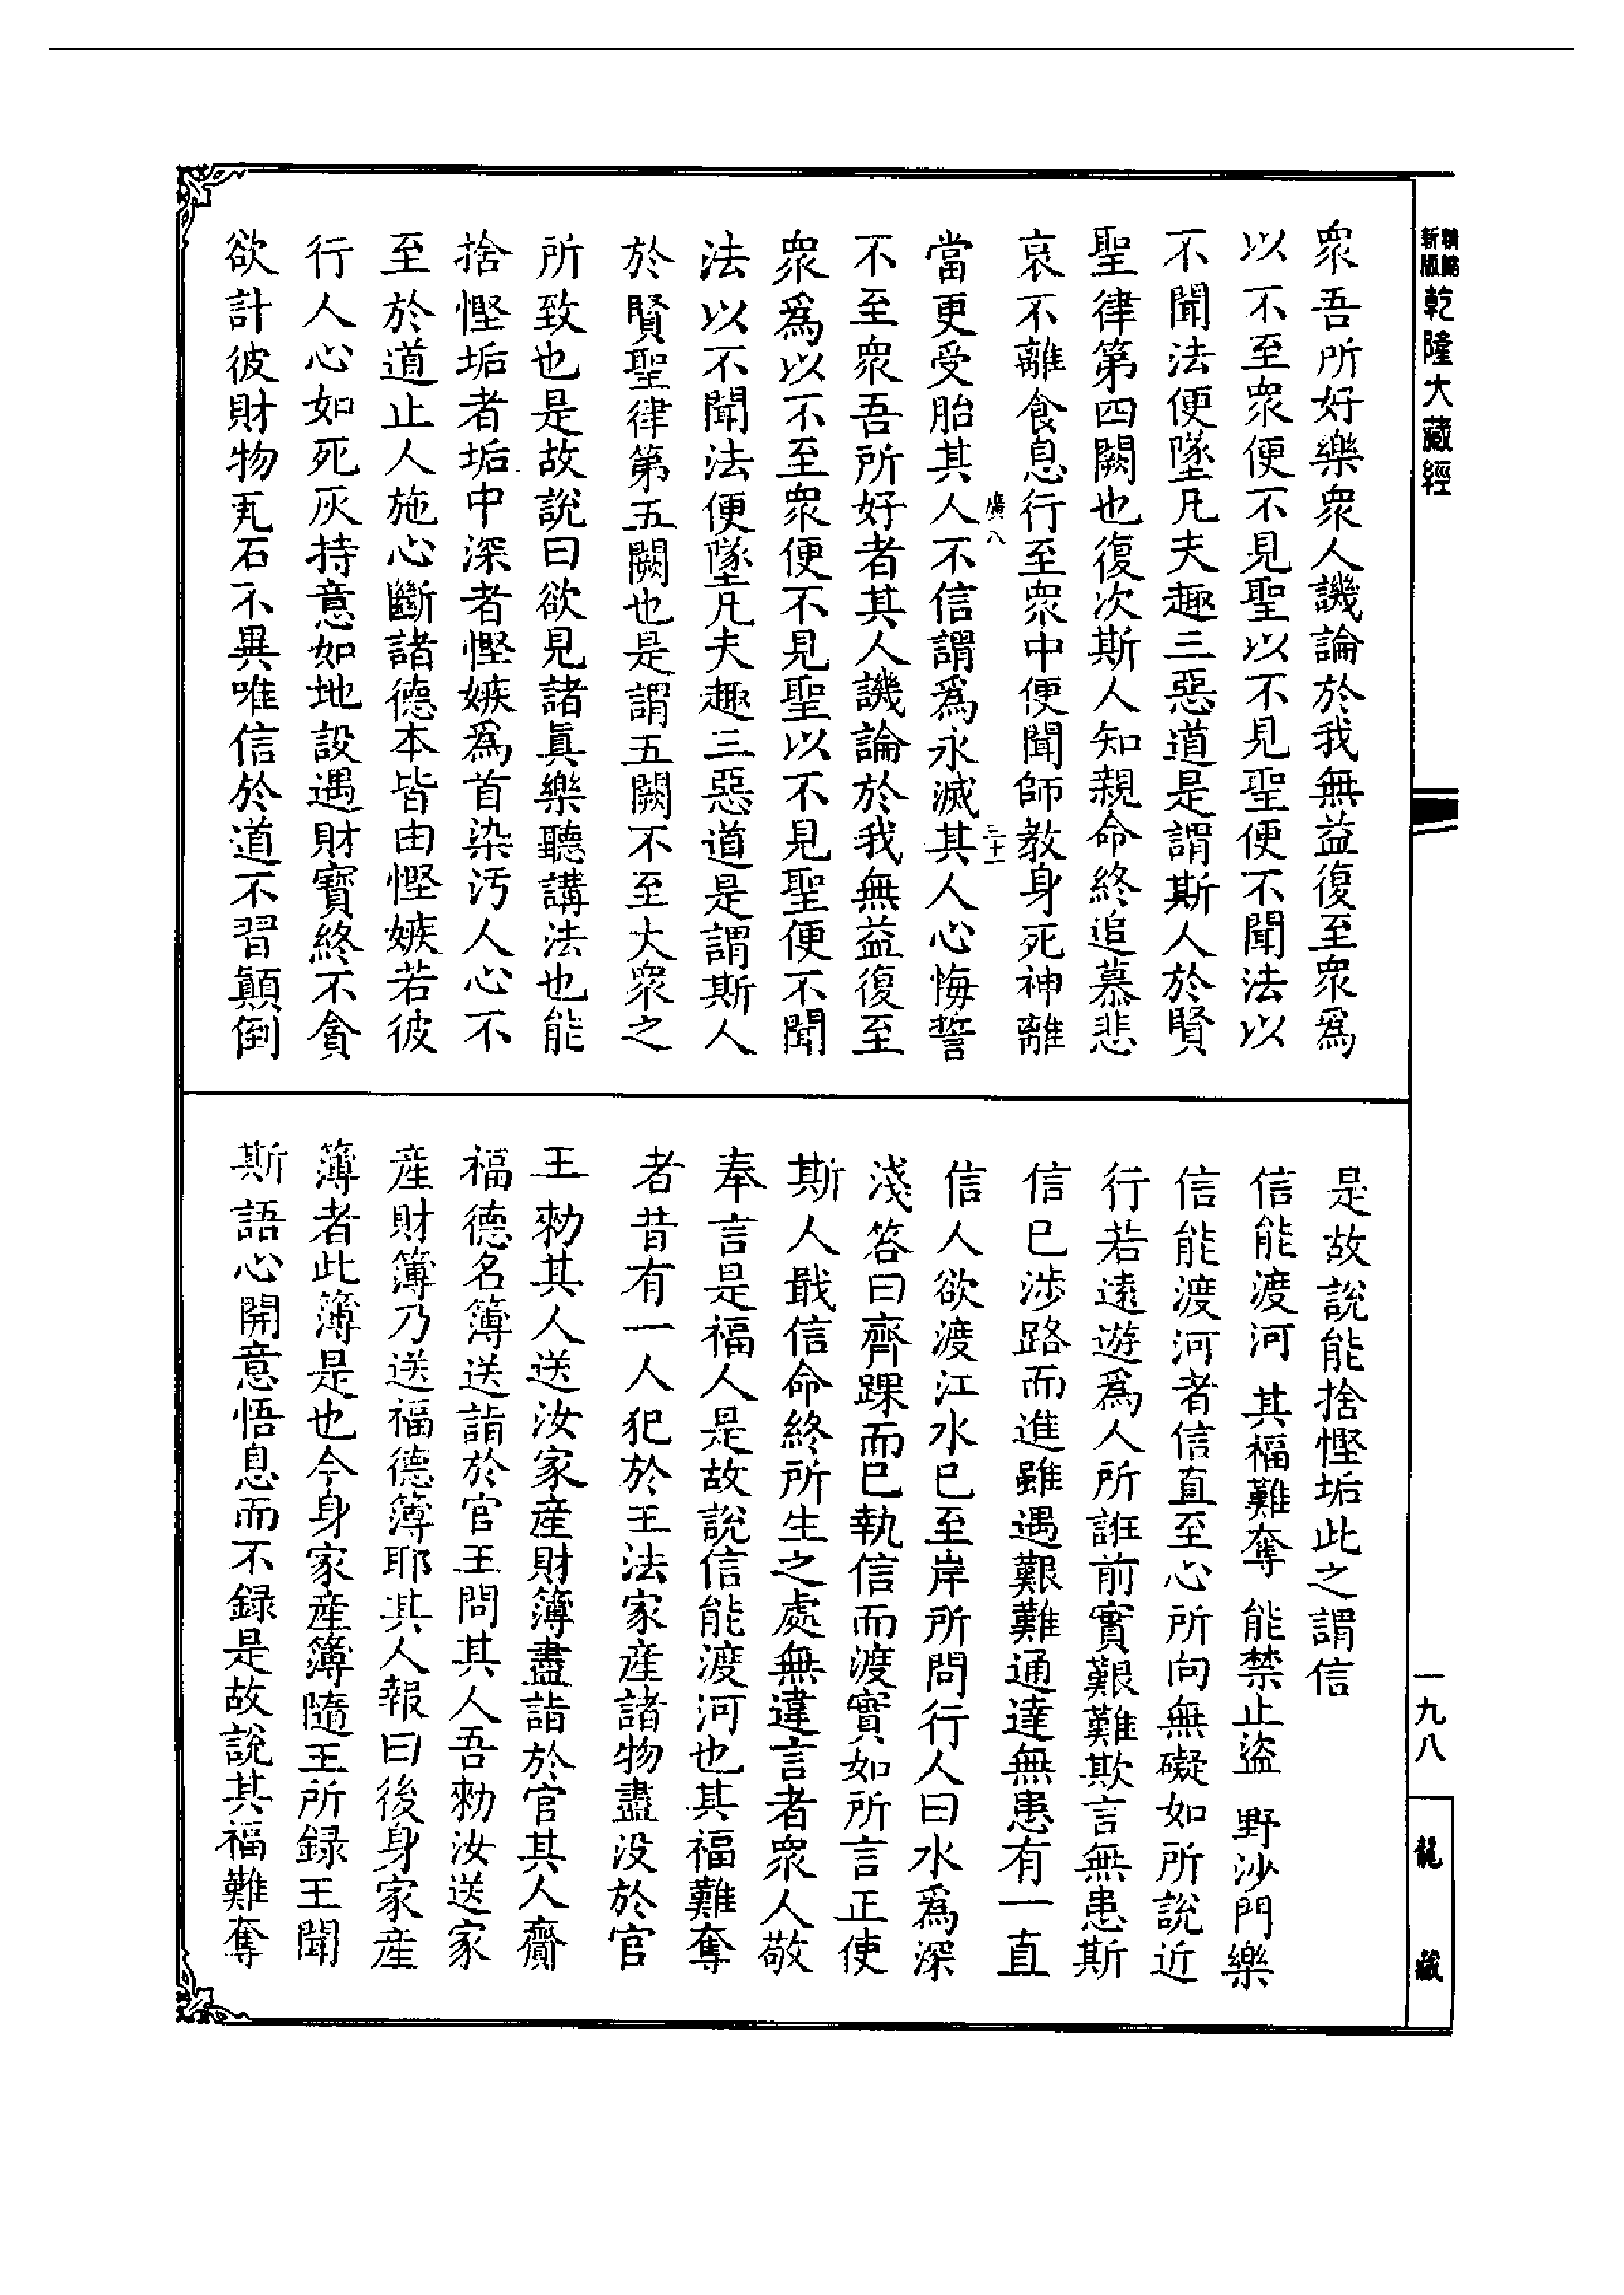 新版
乾隆大藏經
衆吾所好樂衆人譏論於我無益復至衆爲
以不至衆便不見聖以不見聖便不聞法以
不聞法便墜凡夫趣三惡道是謂斯人於賢
聖律第四闕也復次斯人知親命終追慕悲
哀不離食息行至衆中便聞師教身死神離
廣八
三十一
當更受胎其人不信謂爲永滅其人心悔誓
不至衆吾所好者其人譏論於我無益復至
衆爲以不至衆便不見聖以不見聖便不聞
法以不聞法便墜凡夫趣三惡道是謂斯人
於賢聖律第五闕也是謂五闕不至大衆之
所致也是故說曰欲見諸眞樂聽講法也能
捨慳垢者垢中深者慳嫉爲首染汚人心不
至於道止人施心斷諸德本皆由慳嫉若彼
行人心如死灰持意如地設遇財寶終不貪
欲計彼財物瓦石不異唯信於道不習顚倒
是故說能捨慳垢此之謂信
信能渡河 其福難奪 能禁止盜 野沙門樂
信能渡河者信直至心所向無礙如所說近
行若遠遊爲人所誑前實艱難欺言無患斯
信巳涉路而進雖遇艱難通達無患有一直
信人欲渡江水巳至岸所問行人曰水爲深
淺答曰齊踝而巳執信而渡實如所言正使
斯人戢信命終所生之處無違言者衆人敬
奉言是福人是故說信能渡河也其福難奪
者昔有一人犯於王法家産諸物盡没於官
王勑其人送汝家産財簿盡詣於官其人齎
福德名簿送詣於官王問其人吾勑汝送家
産財簿乃送福德簿耶其人報曰後身家産
簿者此簿是也今身家産簿隨王所録王聞
斯語心開意悟息而不録是故說其福難奪
一九八
龍藏